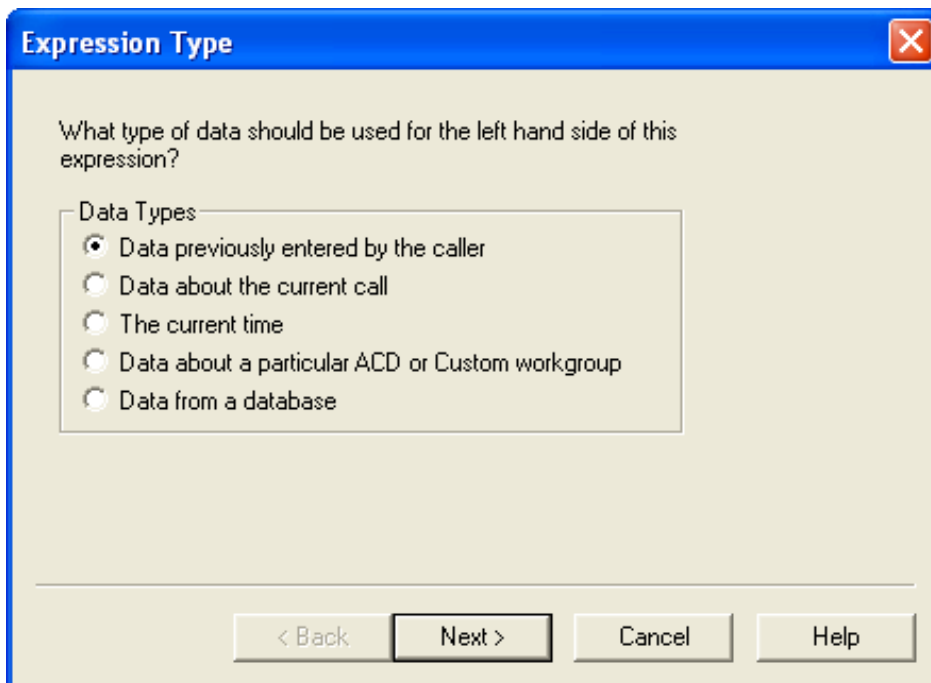 Expression Type
What type of data should be used for the left hand side of this
expression?
Data Types
Data previously entered by the caller
Data about the current call
The current time
Data about a particular ACD or Custom workgroup
Data from a database
< Back Next > Cancel Help